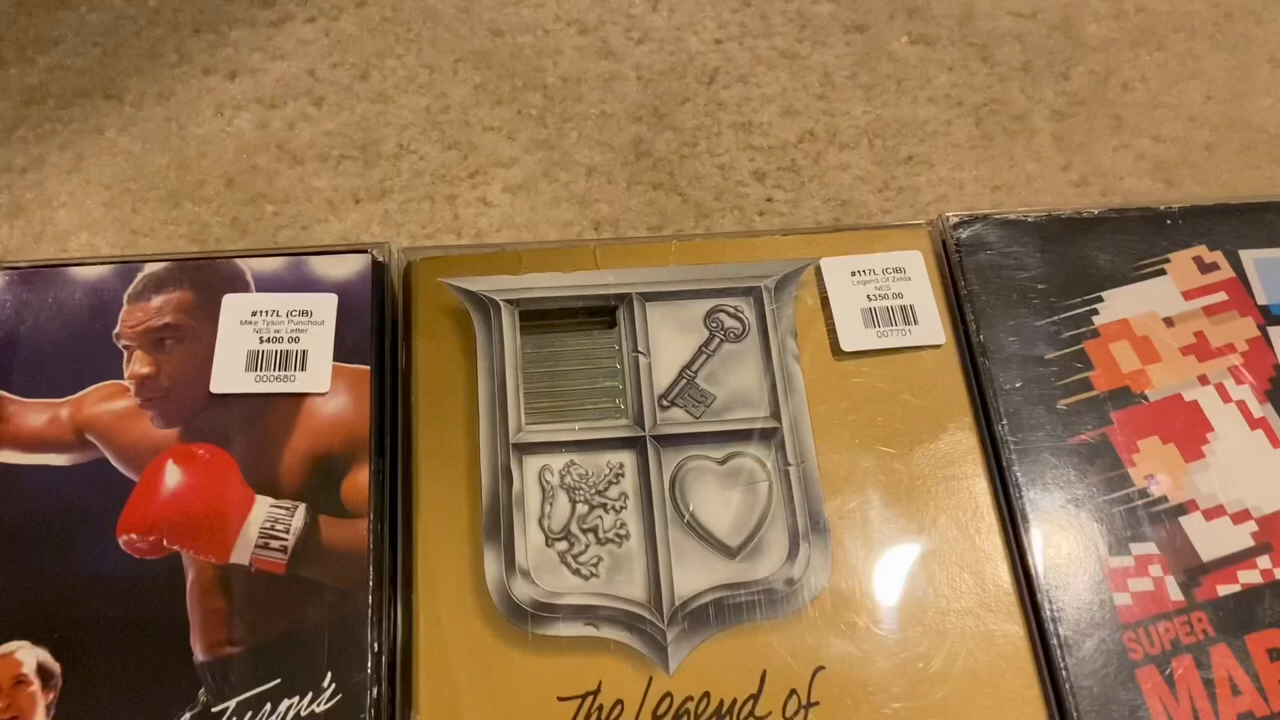 #117L (CIB)
Mike Tyson Punchout
NES w/ Letter
$400.00
000680
EVERLA
Tyson's
#117L (CIB)
Legend Of Zelda
NES
$350.00
007701
The Legend of
SUPER
MAR